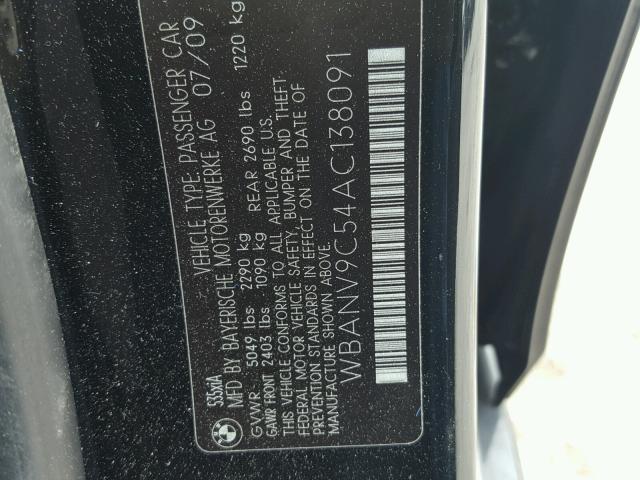 535xiA
VEHICLE TYPE: PASSENGER CAR
MFD BY BAYERISCHE MOTORENWERKE AG 07/09
GVWR 5049 lbs 2290 kg
GAWR FRONT 2403 lbs 1090 kg REAR 2690 lbs 1220 kg
THIS VEHICLE CONFORMS TO ALL APPLICABLE U.S.
FEDERAL MOTOR VEHICLE SAFETY, BUMPER AND THEFT
PREVENTION STANDARDS IN EFFECT ON THE DATE OF
MANUFACTURE SHOWN ABOVE.
WBANV9C54AC138091